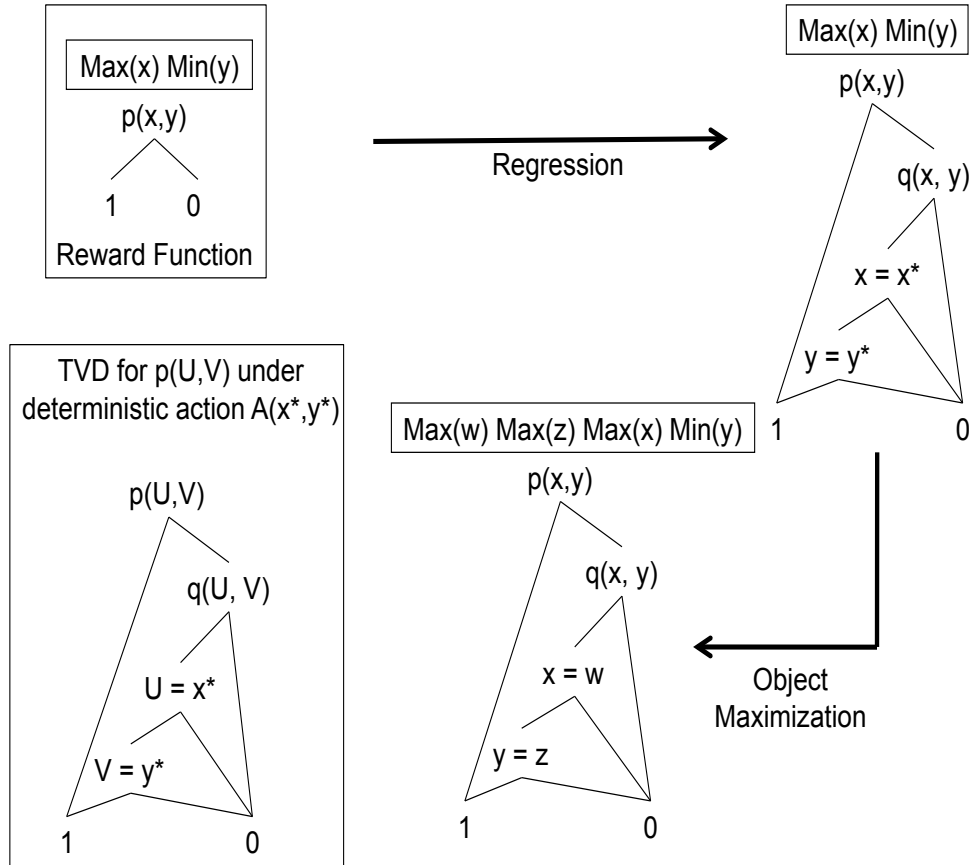 Max(x) Min(y)
p(x,y)
1 0
Reward Function
Regression
Max(x) Min(y)
p(x,y)
q(x, y)
x = x*
y = y*
1 0
TVD for p(U,V) under
deterministic action A(x*,y*)
p(U,V)
q(U, V)
U = x*
V = y*
1 0
Max(w) Max(z) Max(x) Min(y)
p(x,y)
q(x, y)
x = w
y = z
1 0
Object
Maximization